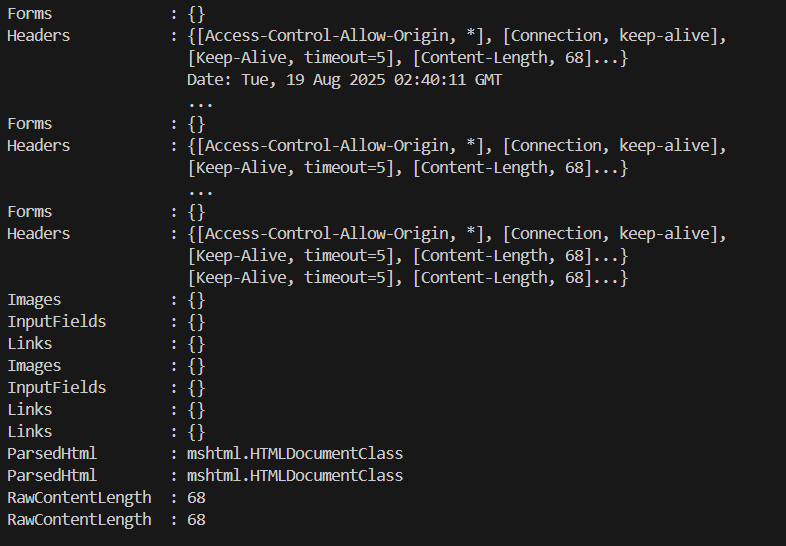 Forms             : {}
Headers           : {[Access-Control-Allow-Origin, *], [Connection, keep-alive],
                    [Keep-Alive, timeout=5], [Content-Length, 68]...}
                    Date: Tue, 19 Aug 2025 02:40:11 GMT
                    ...
Forms             : {}
Headers           : {[Access-Control-Allow-Origin, *], [Connection, keep-alive],
                    [Keep-Alive, timeout=5], [Content-Length, 68]...}
                    ...
Forms             : {}
Headers           : {[Access-Control-Allow-Origin, *], [Connection, keep-alive],
                    [Keep-Alive, timeout=5], [Content-Length, 68]...}
                    [Keep-Alive, timeout=5], [Content-Length, 68]...}
Images            : {}
InputFields       : {}
Links             : {}
Images            : {}
InputFields       : {}
Links             : {}
Links             : {}
ParsedHtml        : mshtml.HTMLDocumentClass
ParsedHtml        : mshtml.HTMLDocumentClass
RawContentLength  : 68
RawContentLength  : 68